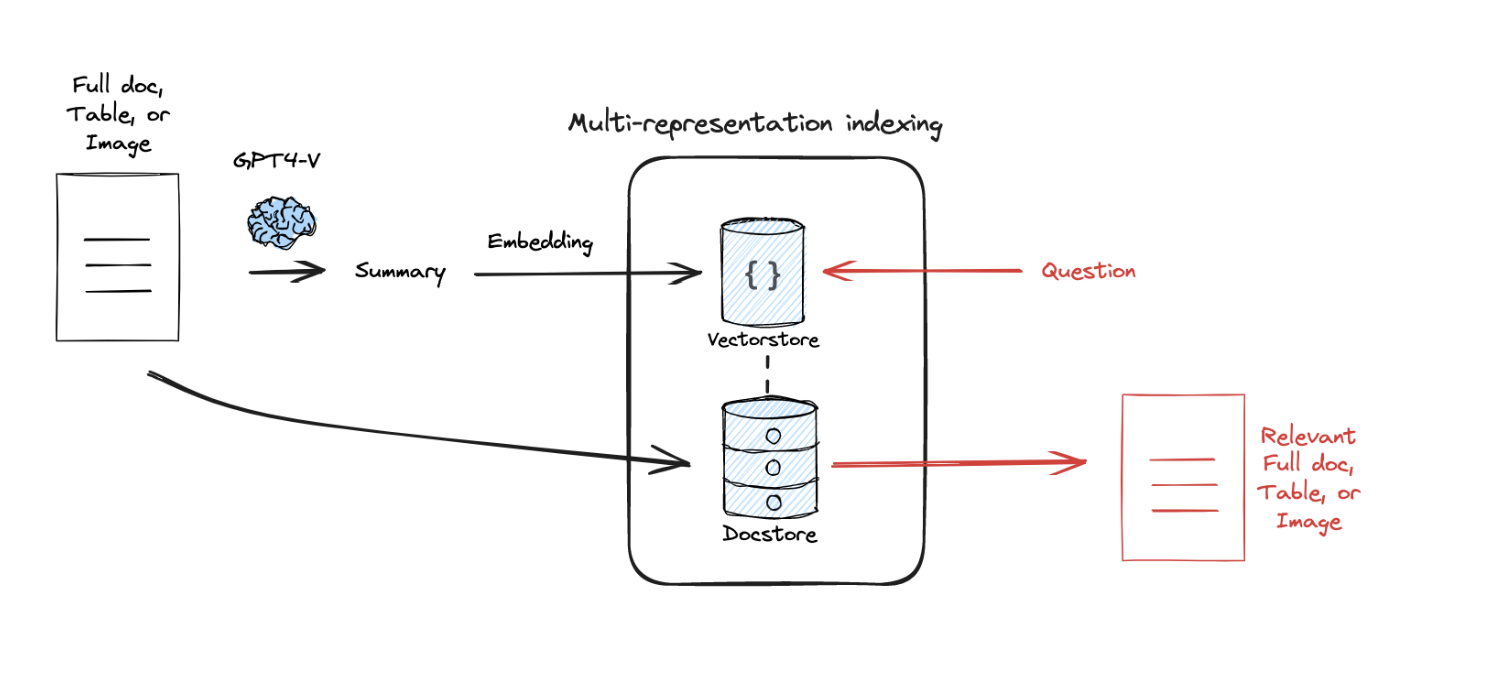 Full doc,
Table, or
Image
GPT4-V
Multi-representation indexing
Embedding
Summary
{ }
Question
Vectorstore
Docstore
Relevant
Full doc,
Table, or
Image